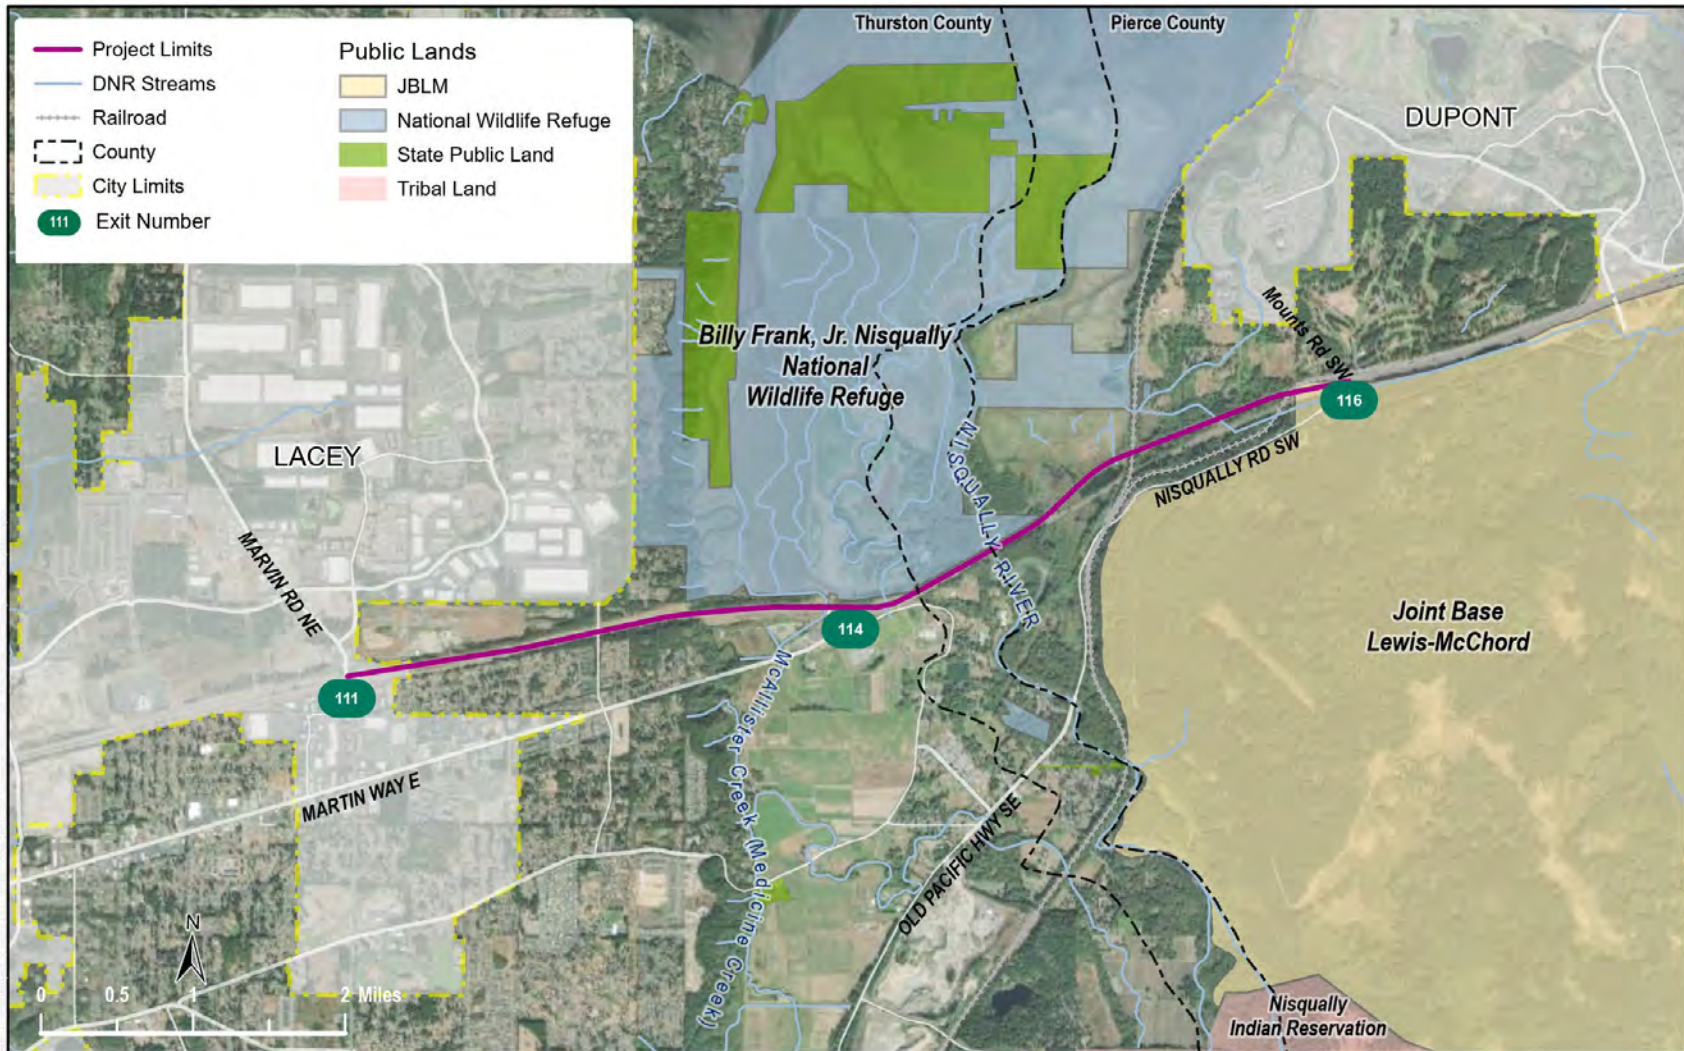 Project Limits
DNR Streams
Railroad
County
City Limits
111
Exit Number
Public Lands
JBLM
National Wildlife Refuge
State Public Land
Tribal Land
Thurston County
Pierce County
DUPONT
Mounts Rd SW
Billy Frank, Jr. Nisqually
National
Wildlife Refuge
116
LACEY
NISQUALLY RD SW
NISQUALLY RIVER
MARVIN RD NE
114
Joint Base
Lewis-McChord
111
McAllister Creek (Medicine Creek)
MARTIN WAY E
OLD PACIFIC HWY SE
N
0
0.5
1
2 Miles
Nisqually
Indian Reservation